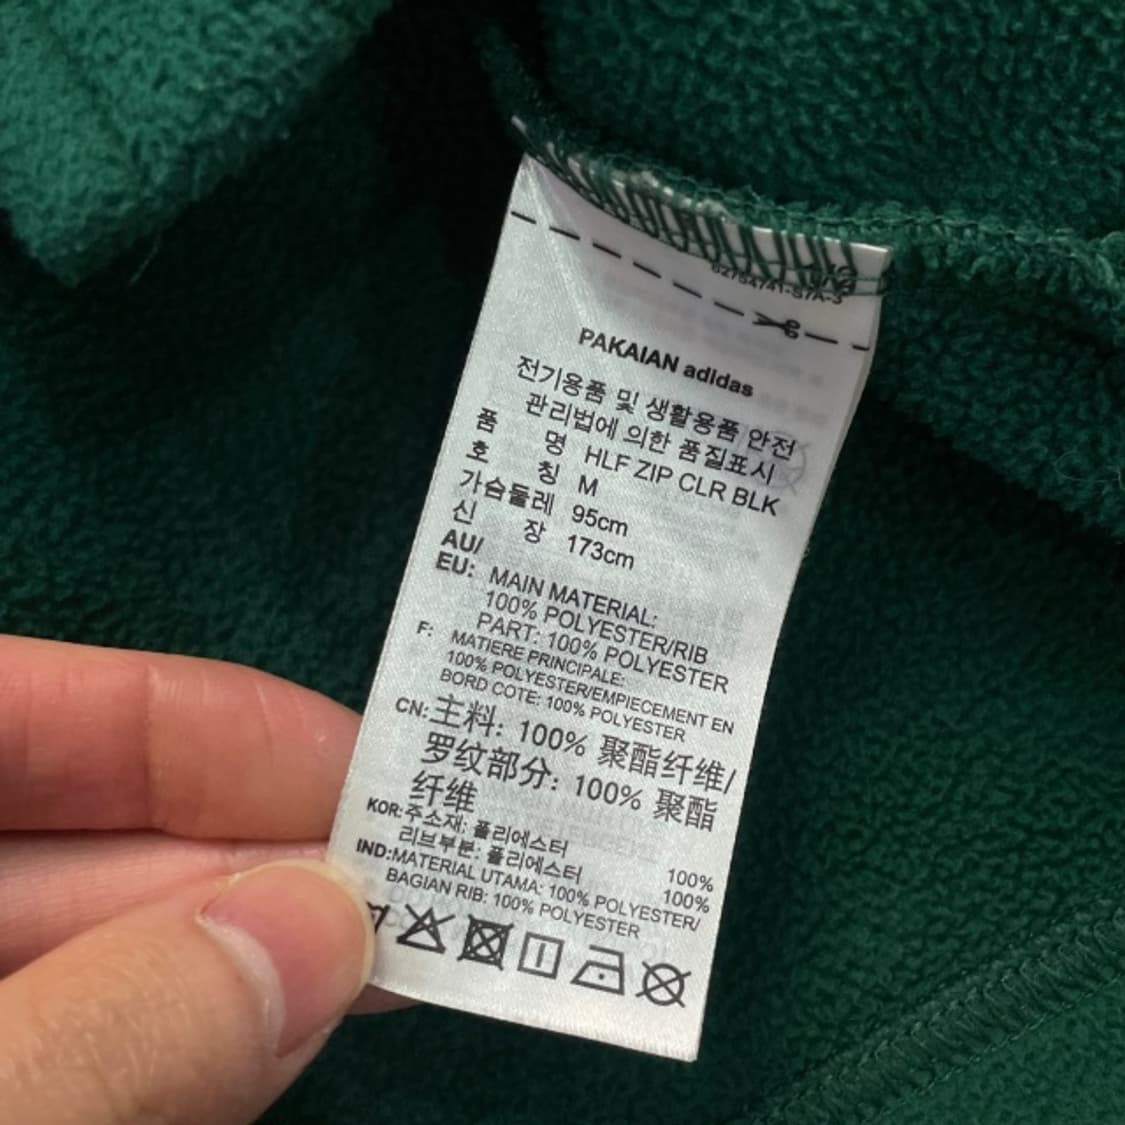 62754741-S7A-3
PAKAIAN adidas
전기용품 및 생활용품 안전
관리법에 의한 품질표시
품 명 HLF ZIP CLR BLK
호 칭 M
가슴둘레 95cm
신 장 173cm
AU/
EU: MAIN MATERIAL:
100% POLYESTER/RIB
PART: 100% POLYESTER
F: MATIERE PRINCIPALE:
100% POLYESTER/EMPIECEMENT EN
BORD COTE: 100% POLYESTER
CN: 主料: 100% 聚酯纤维/
罗纹部分: 100% 聚酯
纤维
KOR: 주소재: 폴리에스터 100%
리브부분: 폴리에스터 100%
IND:MATERIAL UTAMA: 100% POLYESTER/
BAGIAN RIB: 100% POLYESTER